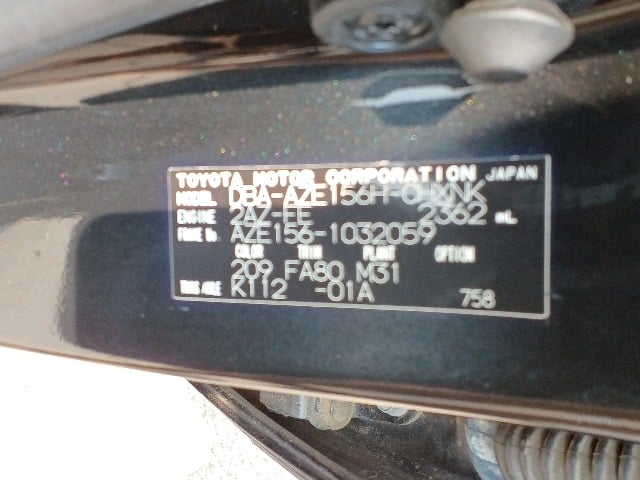 TOYOTA MOTOR CORPORATION JAPAN
MODEL DBA-AZE156H-
ENGINE 2AZ-FE 2362 mL
FRAME No. AZE156-1032059
COLOR TRIM PLANT OPTION
209 FA80 M31
TRANS/AXLE K112 -01A 758